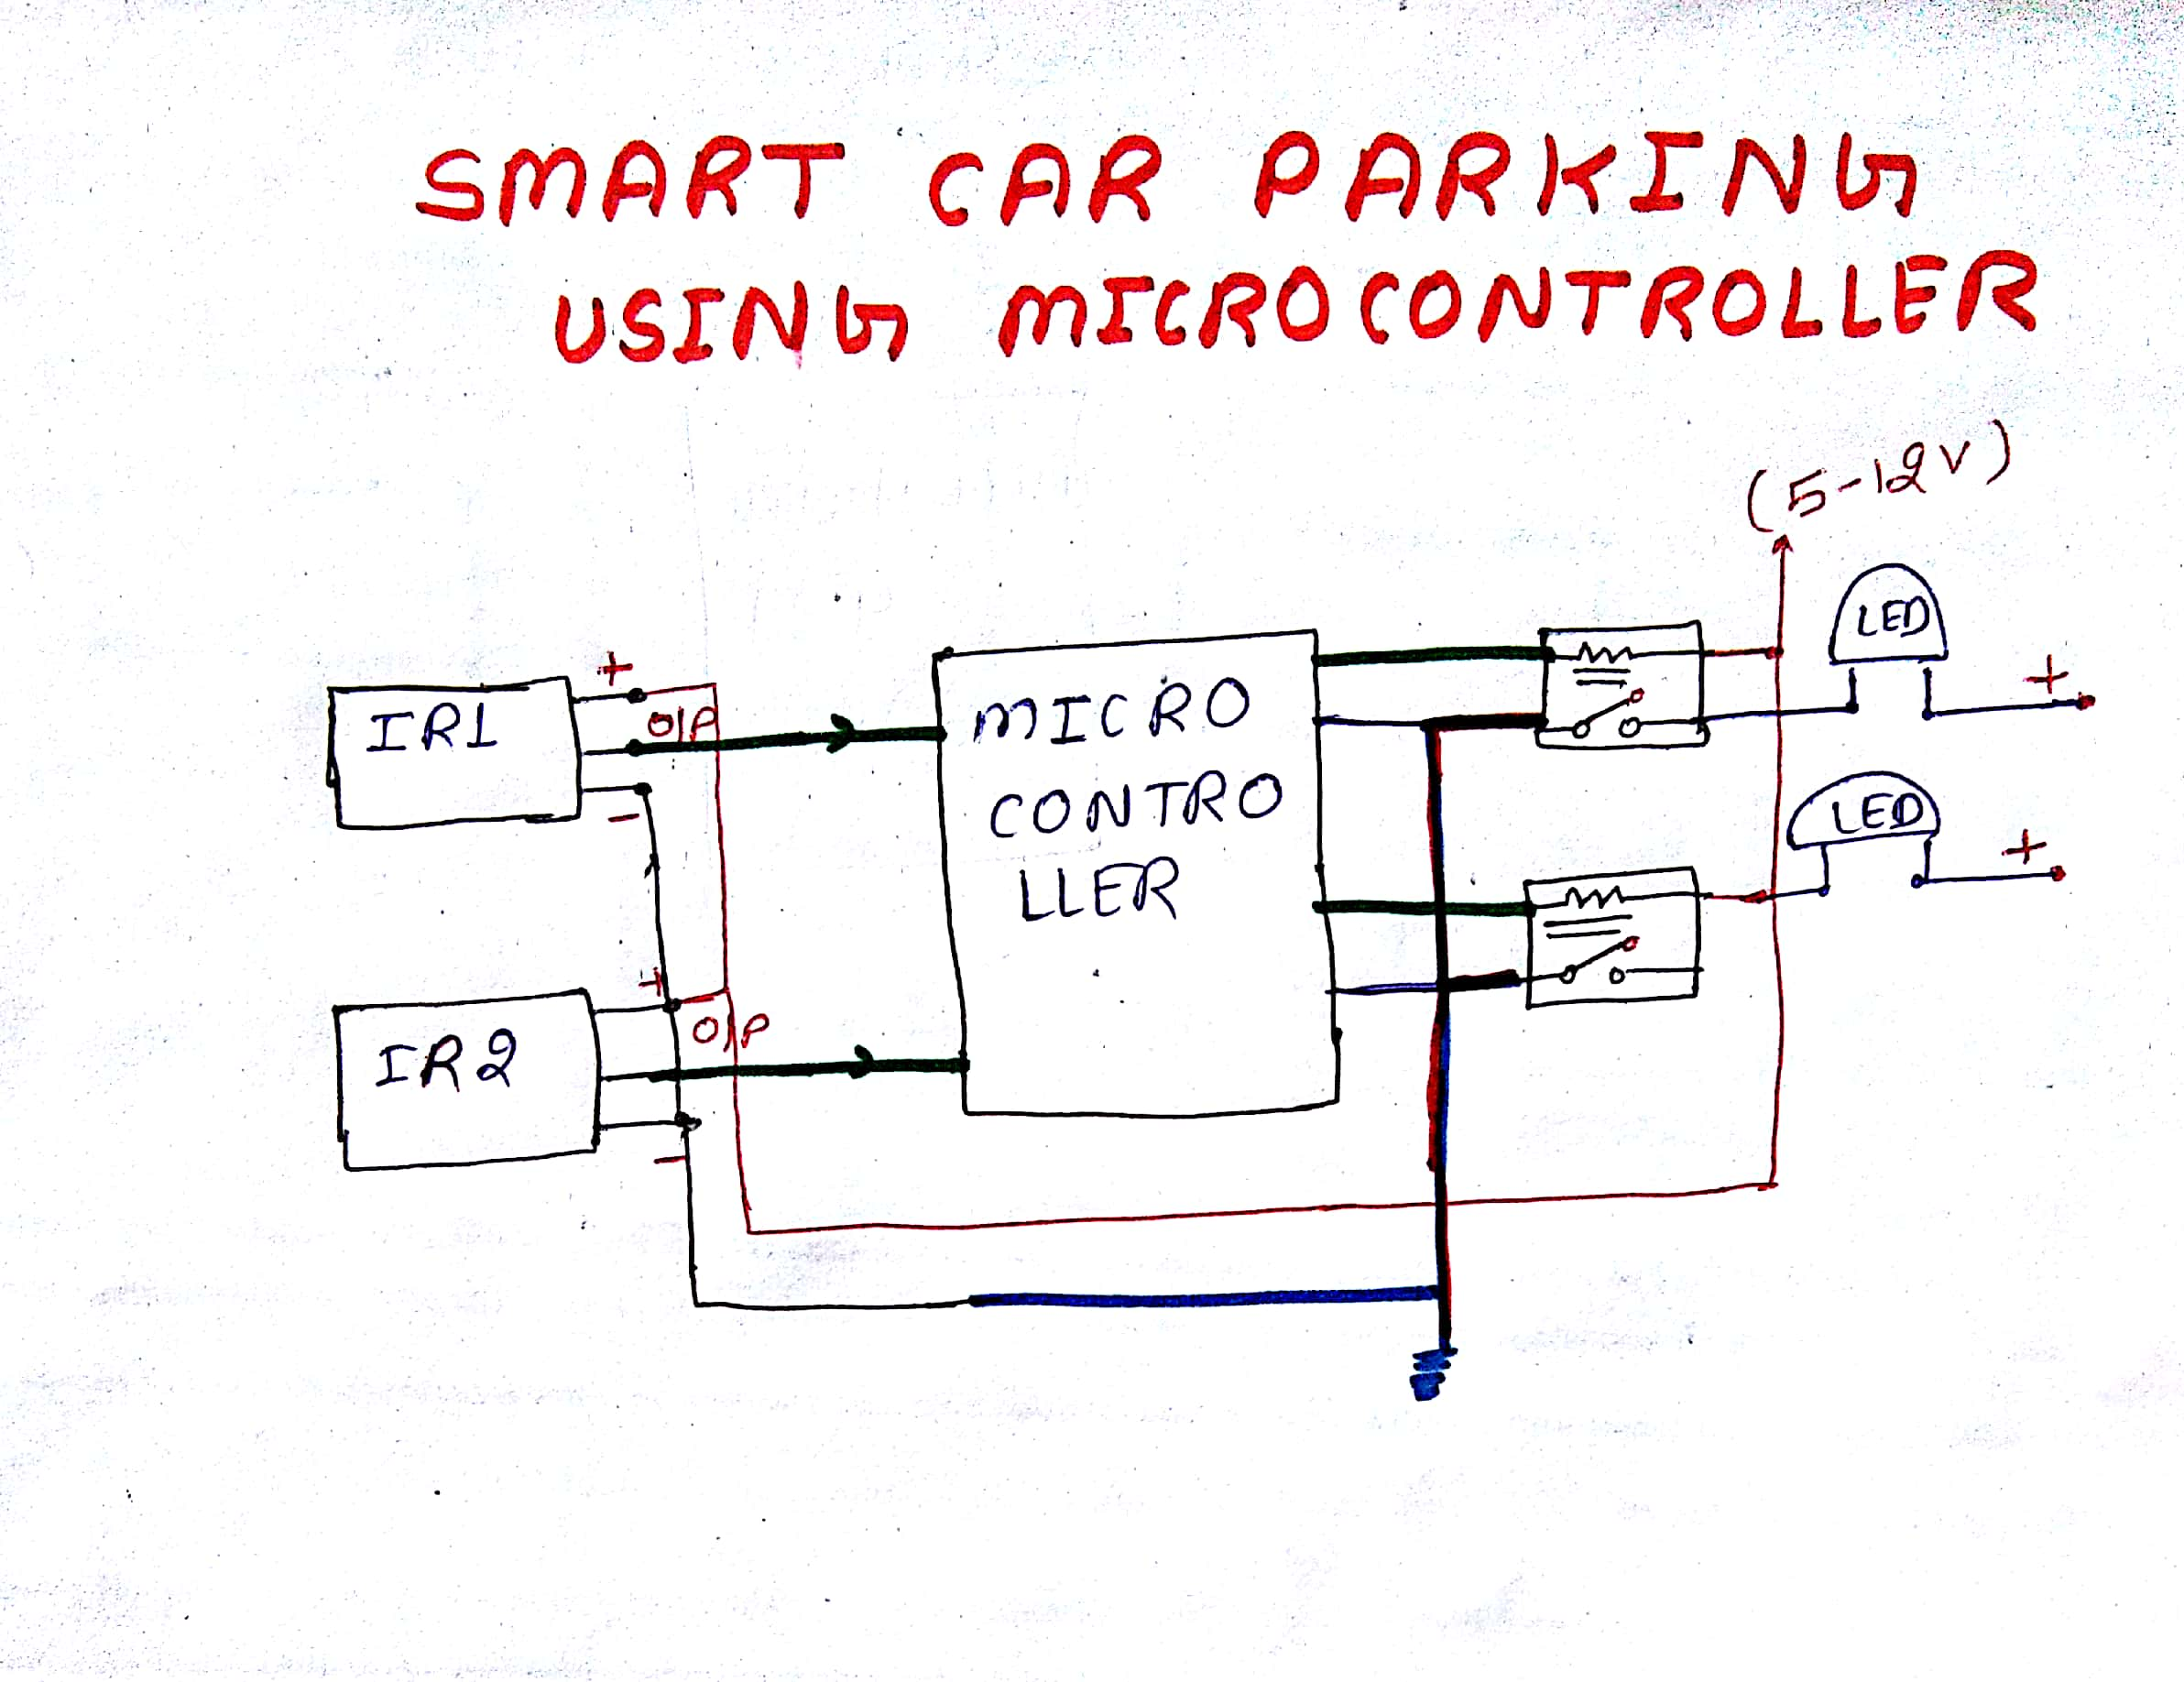 SMART CAR PARKING
USING MICROCONTROLLER
(5-12V)
LED
+
+
IR1
O/P
-
MICRO
CONTRO
LLER
LED
+
+
IR2
O/P
-